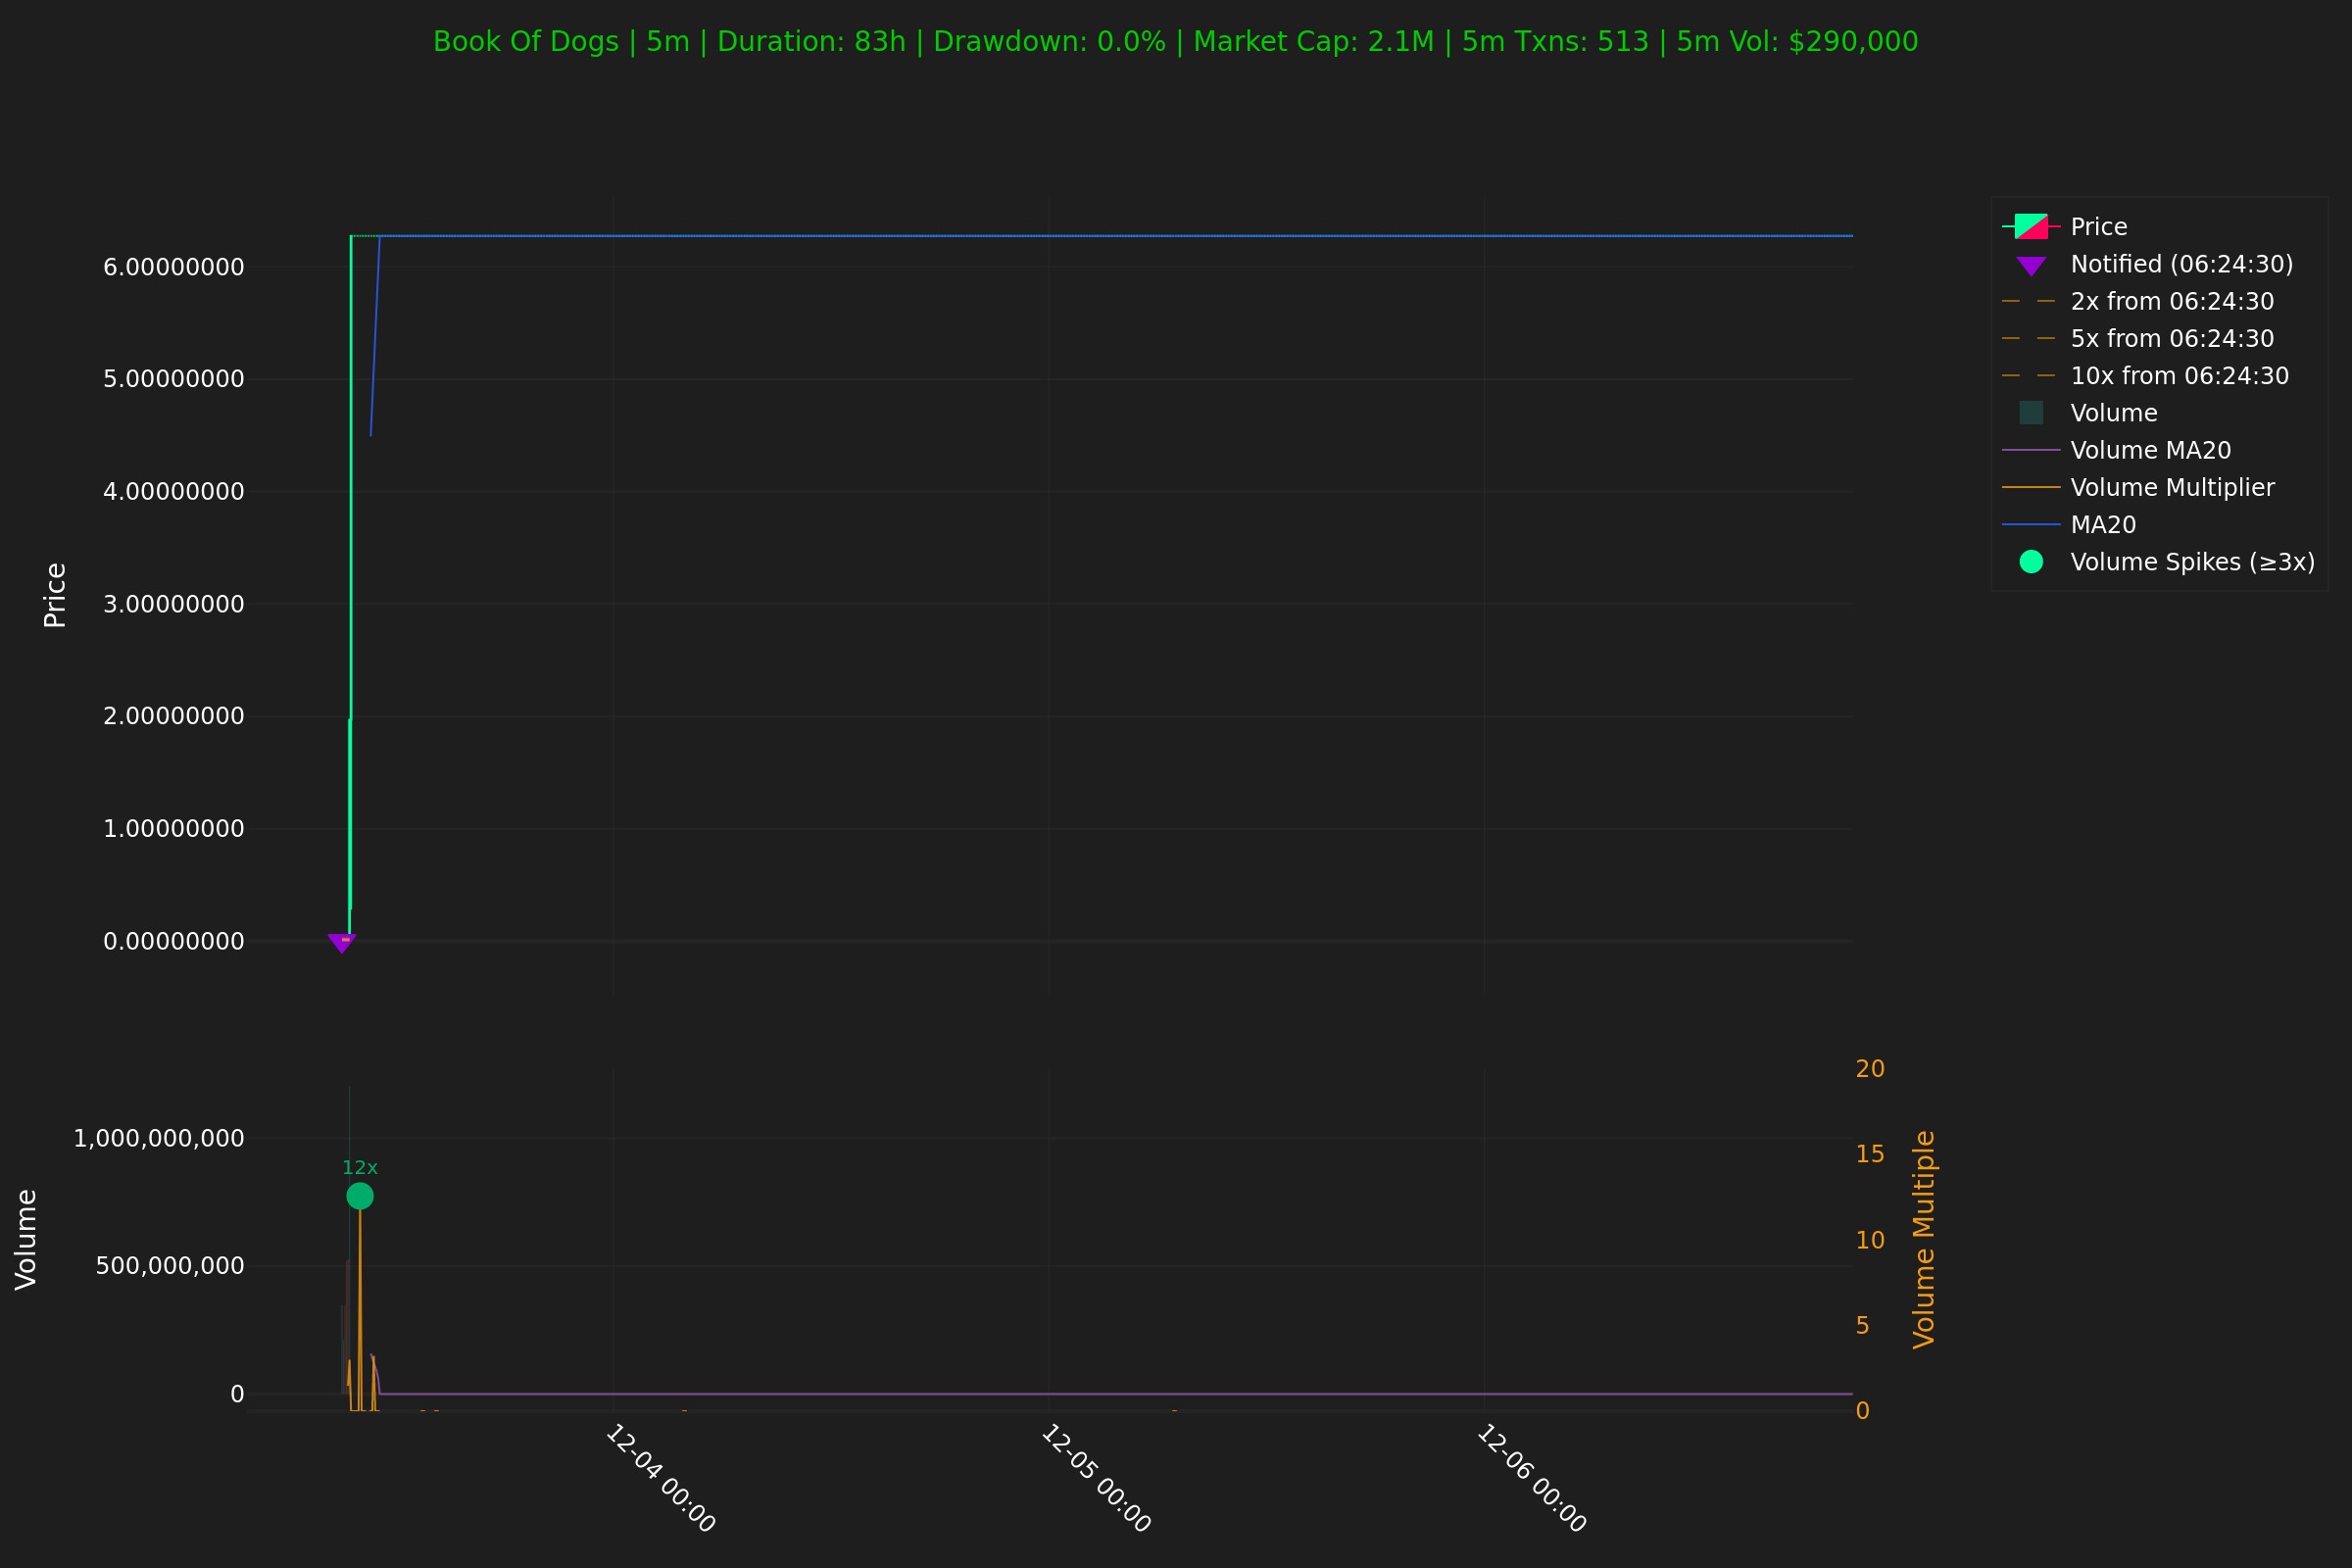 Book Of Dogs | 5m | Duration: 83h | Drawdown: 0.0% | Market Cap: 2.1M | 5m Txns: 513 | 5m Vol: $290,000
Price
6.00000000
5.00000000
4.00000000
3.00000000
2.00000000
1.00000000
0.00000000
Price
Notified (06:24:30)
2x from 06:24:30
5x from 06:24:30
10x from 06:24:30
Volume
Volume MA20
Volume Multiplier
MA20
Volume Spikes (≥3x)
Volume
1,000,000,000
500,000,000
0
12x
20
15
10
5
0
Volume Multiple
12-04 00:00
12-05 00:00
12-06 00:00